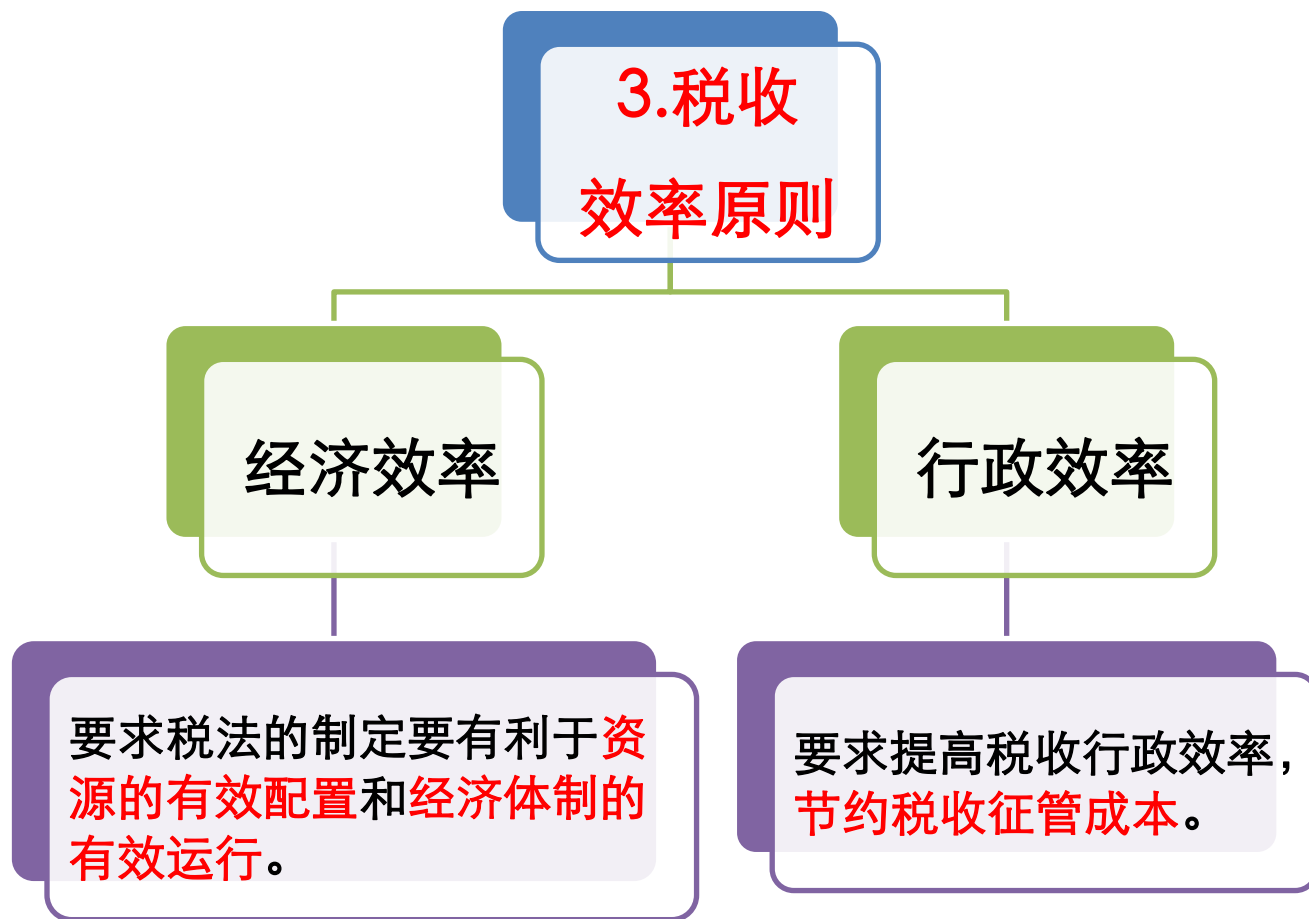 3.税收
效率原则
经济效率
行政效率
要求税法的制定要有利于资
源的有效配置和经济体制的
有效运行。
要求提高税收行政效率，
节约税收征管成本。